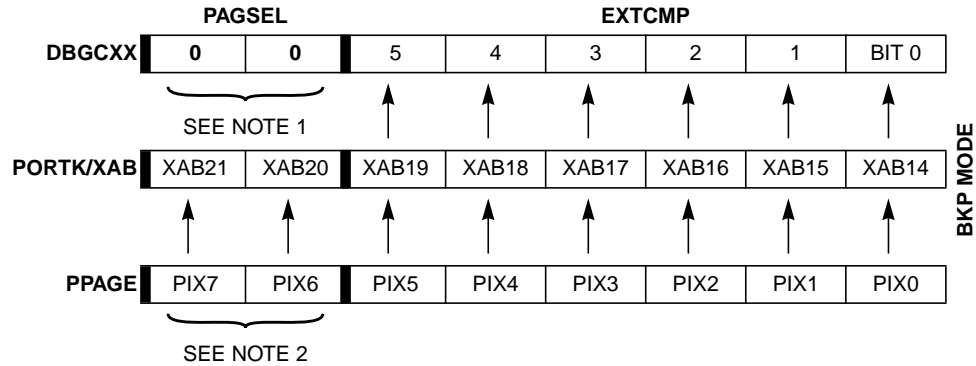 PAGSEL EXTCMP
DBGCXX 0 0 5 4 3 2 1 BIT 0
SEE NOTE 1
PORTK/XAB XAB21 XAB20 XAB19 XAB18 XAB17 XAB16 XAB15 XAB14
BKP MODE
PPAGE PIX7 PIX6 PIX5 PIX4 PIX3 PIX2 PIX1 PIX0
SEE NOTE 2